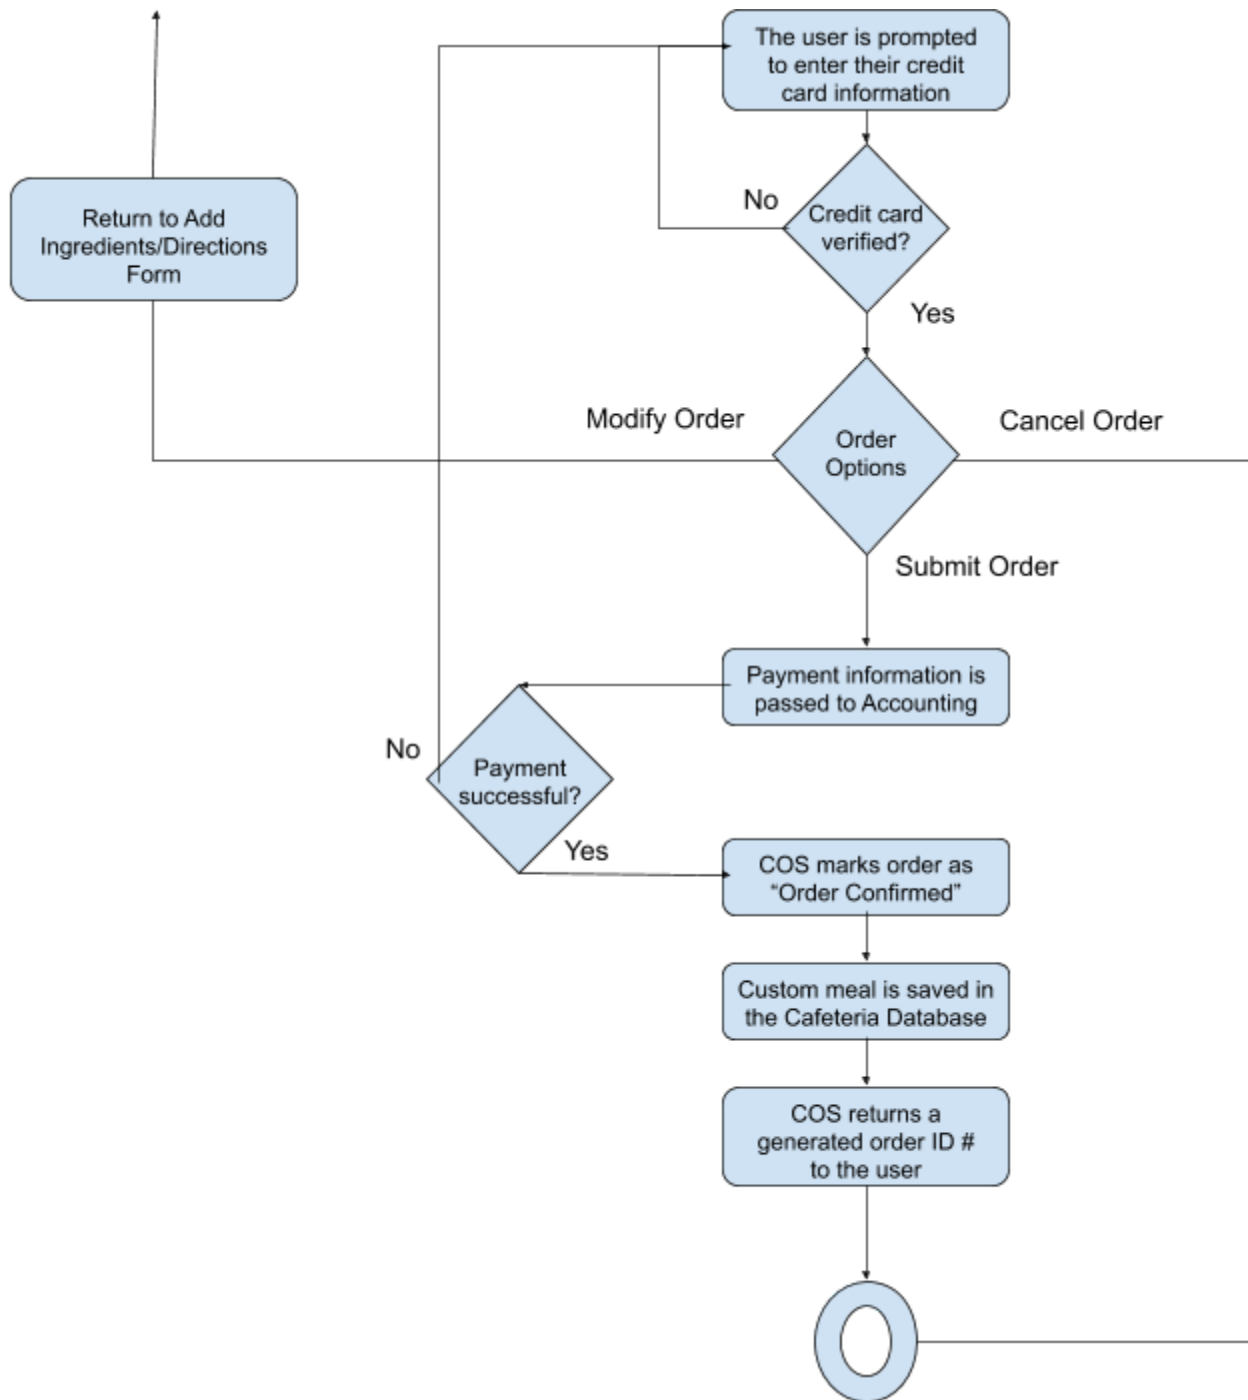 The user is prompted
to enter their credit
card information
No
Credit card
verified?
Return to Add
Ingredients/Directions
Form
Yes
Modify Order
Cancel Order
Order
Options
Submit Order
Payment information is
passed to Accounting
No
Payment
successful?
Yes
COS marks order as
“Order Confirmed”
Custom meal is saved in
the Cafeteria Database
COS returns a
generated order ID #
to the user